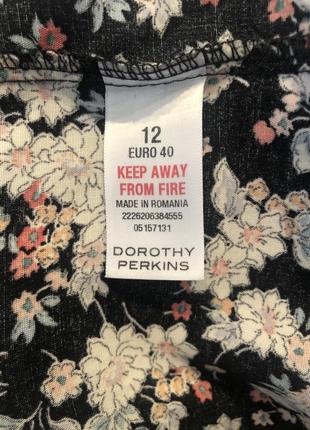 12
EURO 40
KEEP AWAY
FROM FIRE
MADE IN ROMANIA
2226206384555
05157131
DOROTHY
PERKINS